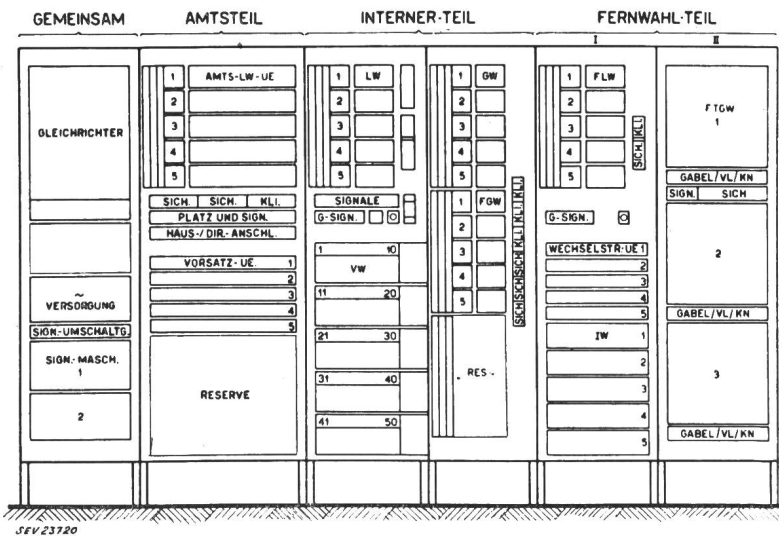 GEMEINSAM
AMTSTEIL
INTERNER-TEIL
FERNWAHL-TEIL
I
II
GLEICHRICHTER
~
VERSORGUNG
SIGN.-UMSCHALTG.
SIGN.-MASCH.
1
2
1 AMTS-LW-UE
2
3
4
5
SICH. SICH. KLI.
PLATZ UND SIGN.
HAUS-/DIR.-ANSCHL.
VORSATZ-UE. 1
2
3
4
5
RESERVE
1 LW
2
3
4
5
SIGNALE
G-SIGN.
1 10
VW
11 20
21 30
31 40
41 50
1 GW
2
3
4
5
1 FGW
2
3
4
5
SICH SICH SICH KLI. KLI. KLI.
RES.
1 FLW
2
3
4
5
SICH. KLI.
G-SIGN.
WECHSELSTR-UE 1
2
3
4
5
IW 1
2
3
4
5
FTGW
1
GABEL/VL/KN
SIGN. SICH
2
GABEL/VL/KN
3
GABEL/VL/KN
SEV23720